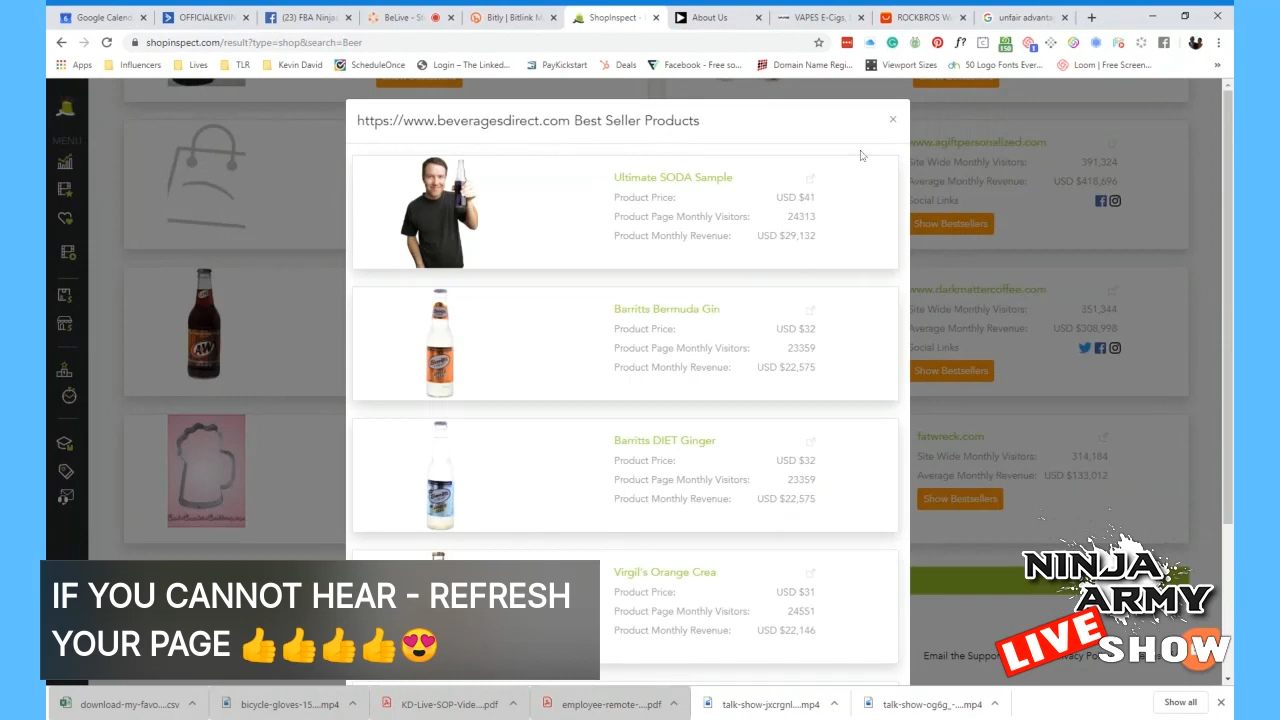 Google Calend
OFFICIALKEVIN
(23) FBA Ninjas
BeLive - St
Bitly | Bitlink M
ShopInspect -
About Us
VAPES E-Cigs,
ROCKBROS W
unfair advanta
shopinspect.com/result?type=shop&search=Beer
Apps
Influencers
Lives
TLR
Kevin David
ScheduleOnce
Login – The Linked...
PayKickstart
Deals
Facebook - Free so...
Domain Name Regi...
Viewport Sizes
50 Logo Fonts Ever...
Loom | Free Screen...
MENU
https://www.beveragesdirect.com Best Seller Products
Ultimate SODA Sample
Product Price: USD $41
Product Page Monthly Visitors: 24313
Product Monthly Revenue: USD $29,132
Barritts Bermuda Gin
Product Price: USD $32
Product Page Monthly Visitors: 23359
Product Monthly Revenue: USD $22,575
Barritts DIET Ginger
Product Price: USD $32
Product Page Monthly Visitors: 23359
Product Monthly Revenue: USD $22,575
Virgil's Orange Crea
Product Price: USD $31
Product Page Monthly Visitors: 24551
Product Monthly Revenue: USD $22,146
www.agiftpersonalized.com
Site Wide Monthly Visitors: 391,324
Average Monthly Revenue: USD $418,696
Social Links
Show Bestsellers
www.darkmattercoffee.com
Site Wide Monthly Visitors: 351,344
Average Monthly Revenue: USD $308,998
Social Links
Show Bestsellers
fatwreck.com
Site Wide Monthly Visitors: 314,184
Average Monthly Revenue: USD $133,012
Show Bestsellers
A&W
IF YOU CANNOT HEAR - REFRESH
YOUR PAGE 👍👍👍👍😍
NINJA
ARMY
LIVE SHOW
Email the Suppo
download-my-favo....csv
bicycle-gloves-15....mp4
KD-Live-SOP-Vide....pdf
employee-remote-....pdf
talk-show-jxcrgnl....mp4
talk-show-og6g_-....mp4
Show all